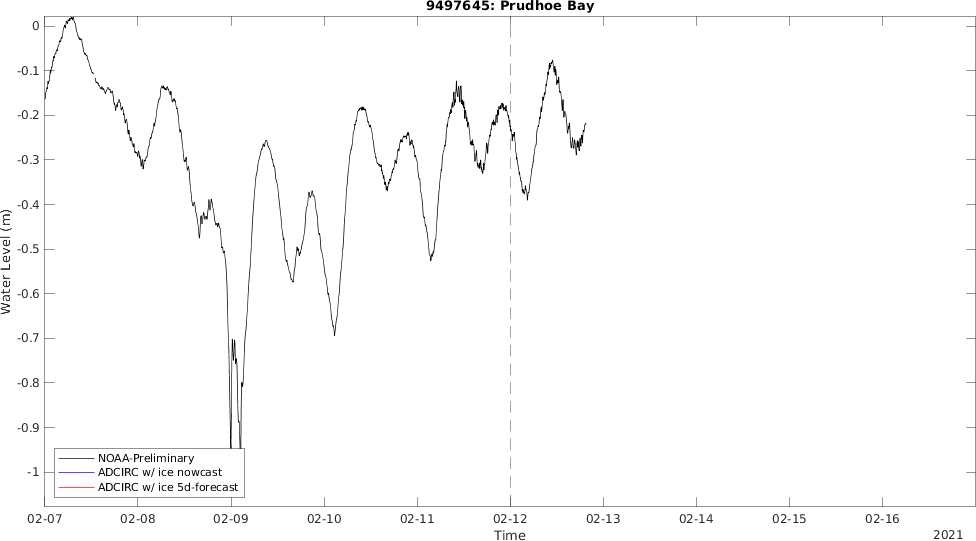 9497645: Prudhoe Bay
Water Level (m)
0
-0.1
-0.2
-0.3
-0.4
-0.5
-0.6
-0.7
-0.8
-0.9
-1
NOAA-Preliminary
ADCIRC w/ ice nowcast
ADCIRC w/ ice 5d-forecast
02-07 02-08 02-09 02-10 02-11 02-12 02-13 02-14 02-15 02-16
Time
2021